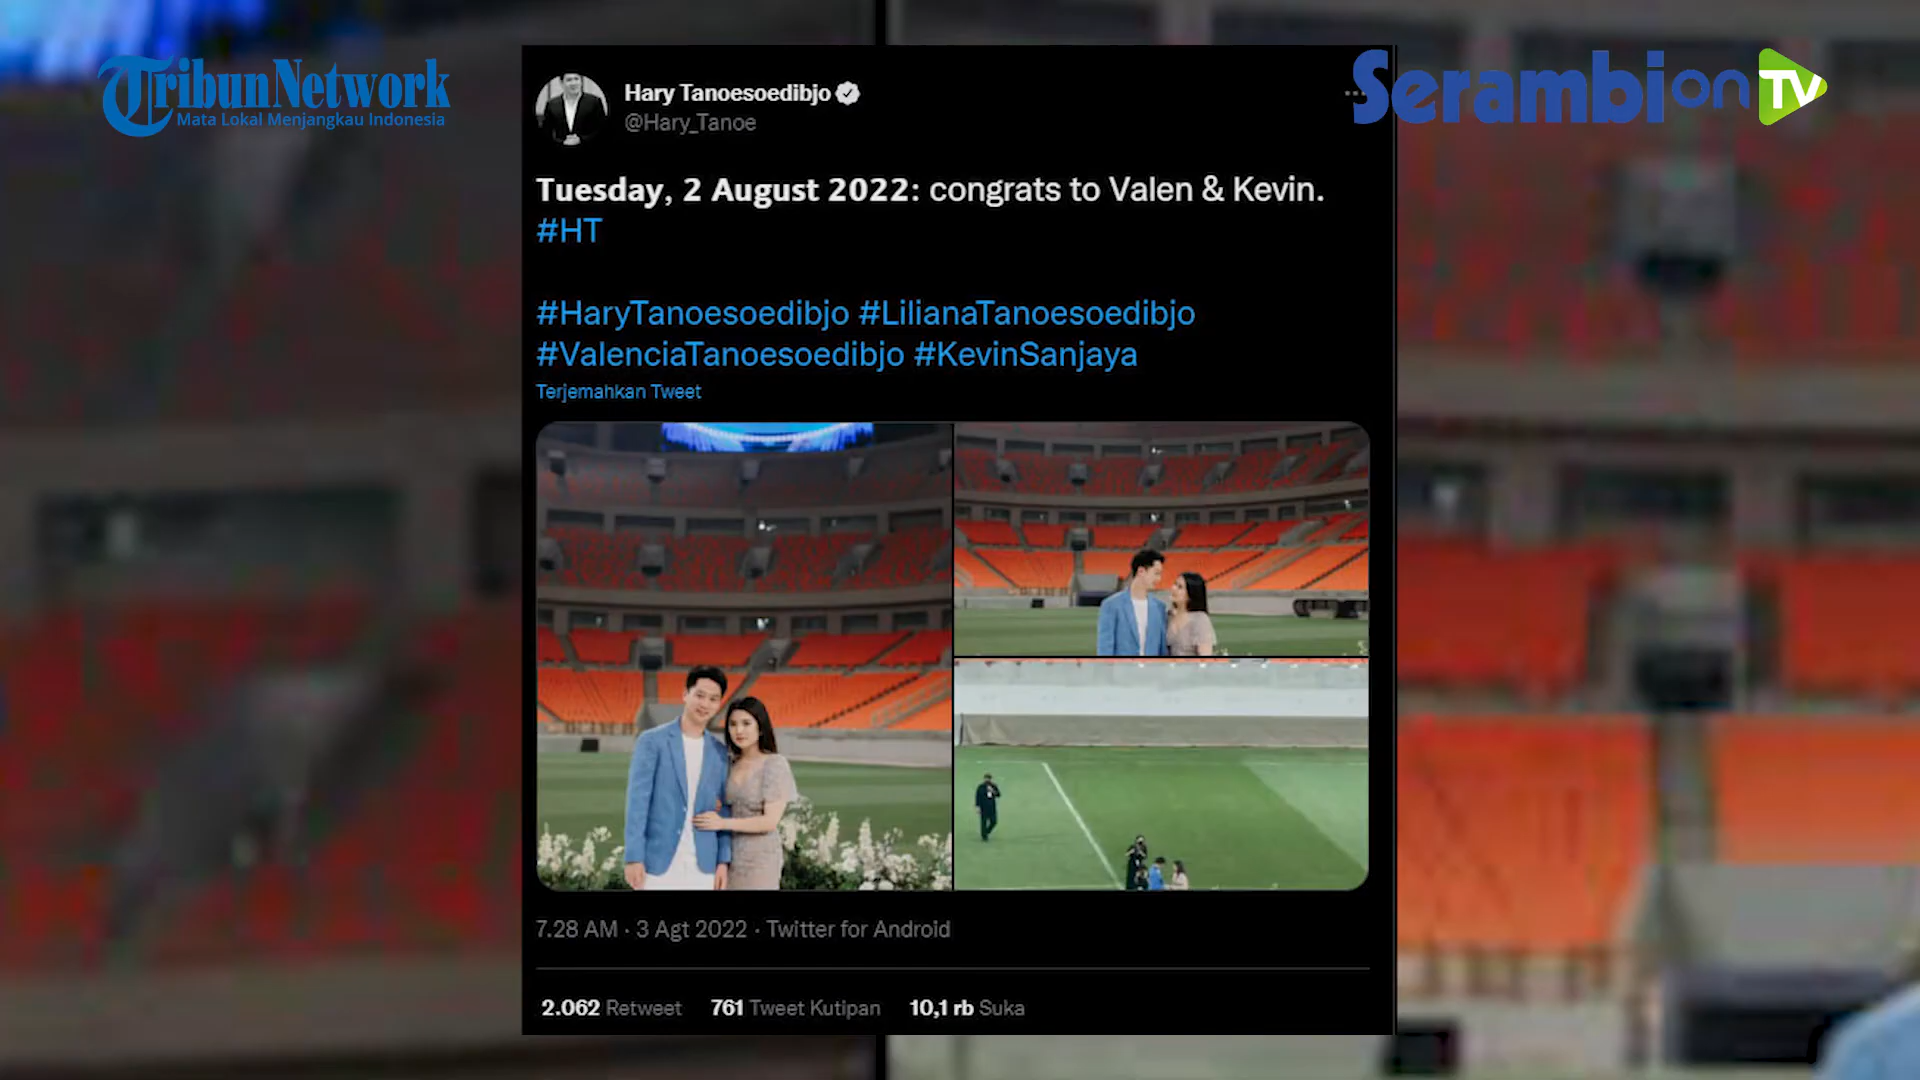 TribunNetwork
Mata Lokal Menjangkau Indonesia
Serambi on TV
Hary Tanoesoedibjo
@Hary_Tanoe
Tuesday, 2 August 2022: congrats to Valen & Kevin.
#HT
#HaryTanoesoedibjo #LilianaTanoesoedibjo
#ValenciaTanoesoedibjo #KevinSanjaya
Terjemahkan Tweet
7.28 AM · 3 Agt 2022 · Twitter for Android
2.062 Retweet 761 Tweet Kutipan 10,1 rb Suka